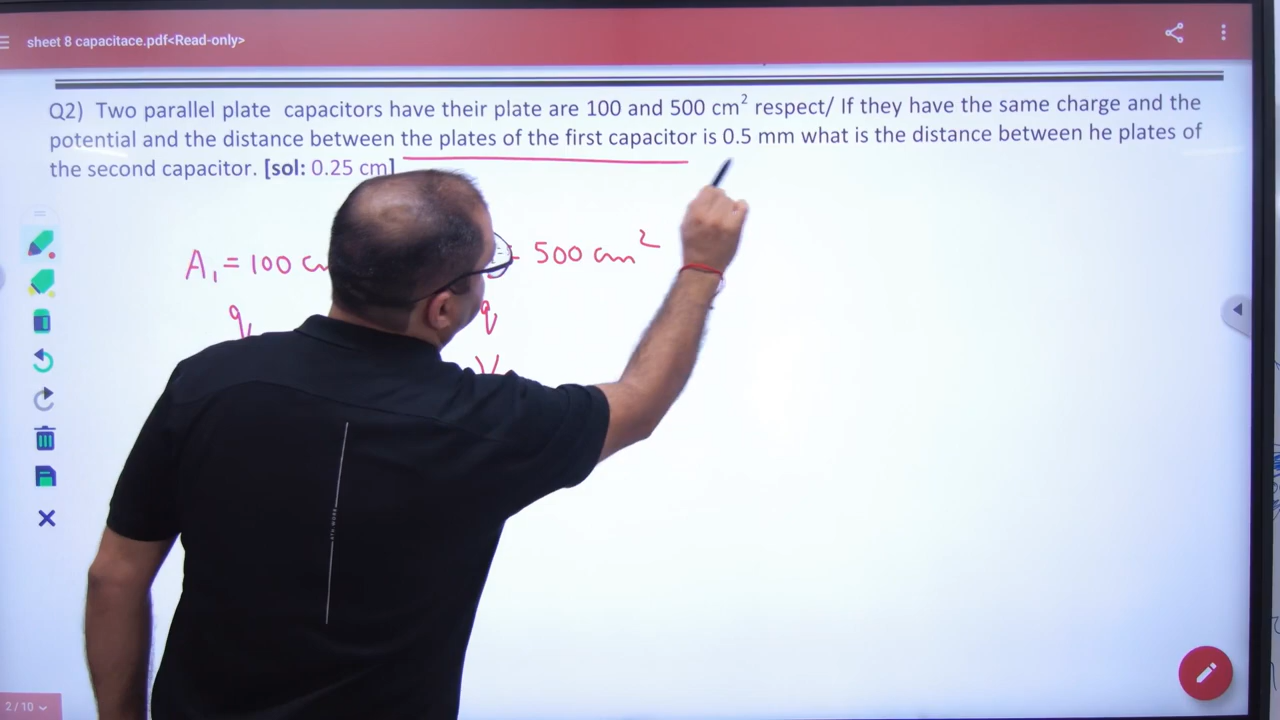 sheet 8 capacitace.pdf<Read-only>
Q2) Two parallel plate capacitors have their plate are 100 and 500 cm² respect/ If they have the same charge and the
potential and the distance between the plates of the first capacitor is 0.5 mm what is the distance between he plates of
the second capacitor. [sol: 0.25 cm]
A₁ = 100 cm 500 cm²
q q
V
2 / 10